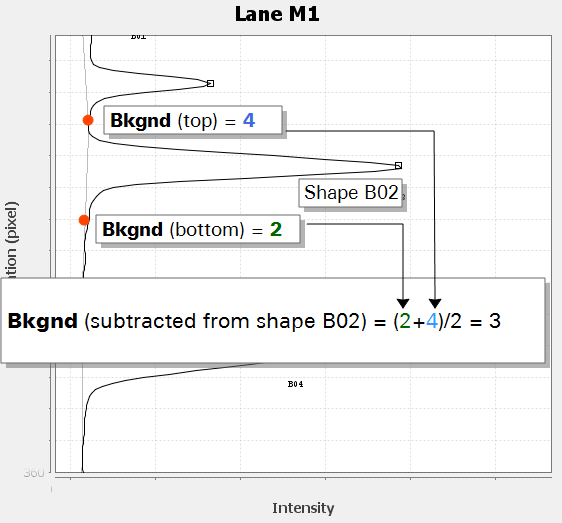 Lane M1
B01
Bkgnd (top) = 4
Shape B02
Bkgnd (bottom) = 2
Bkgnd (subtracted from shape B02) = (2+4)/2 = 3
B04
(pixel)
360
Intensity